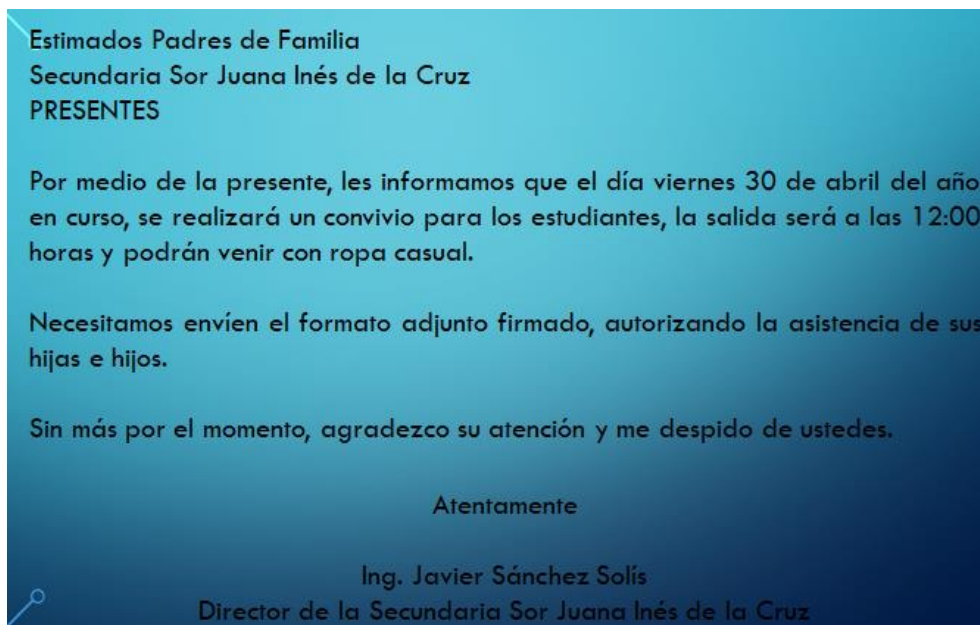 Estimados Padres de Familia
Secundaria Sor Juana Inés de la Cruz
PRESENTES
Por medio de la presente, les informamos que el día viernes 30 de abril del año
en curso, se realizará un convivio para los estudiantes, la salida será a las 12:00
horas y podrán venir con ropa casual.
Necesitamos envíen el formato adjunto firmado, autorizando la asistencia de sus
hijas e hijos.
Sin más por el momento, agradezco su atención y me despido de ustedes.
Atentamente
Ing. Javier Sánchez Solís
Director de la Secundaria Sor Juana Inés de la Cruz